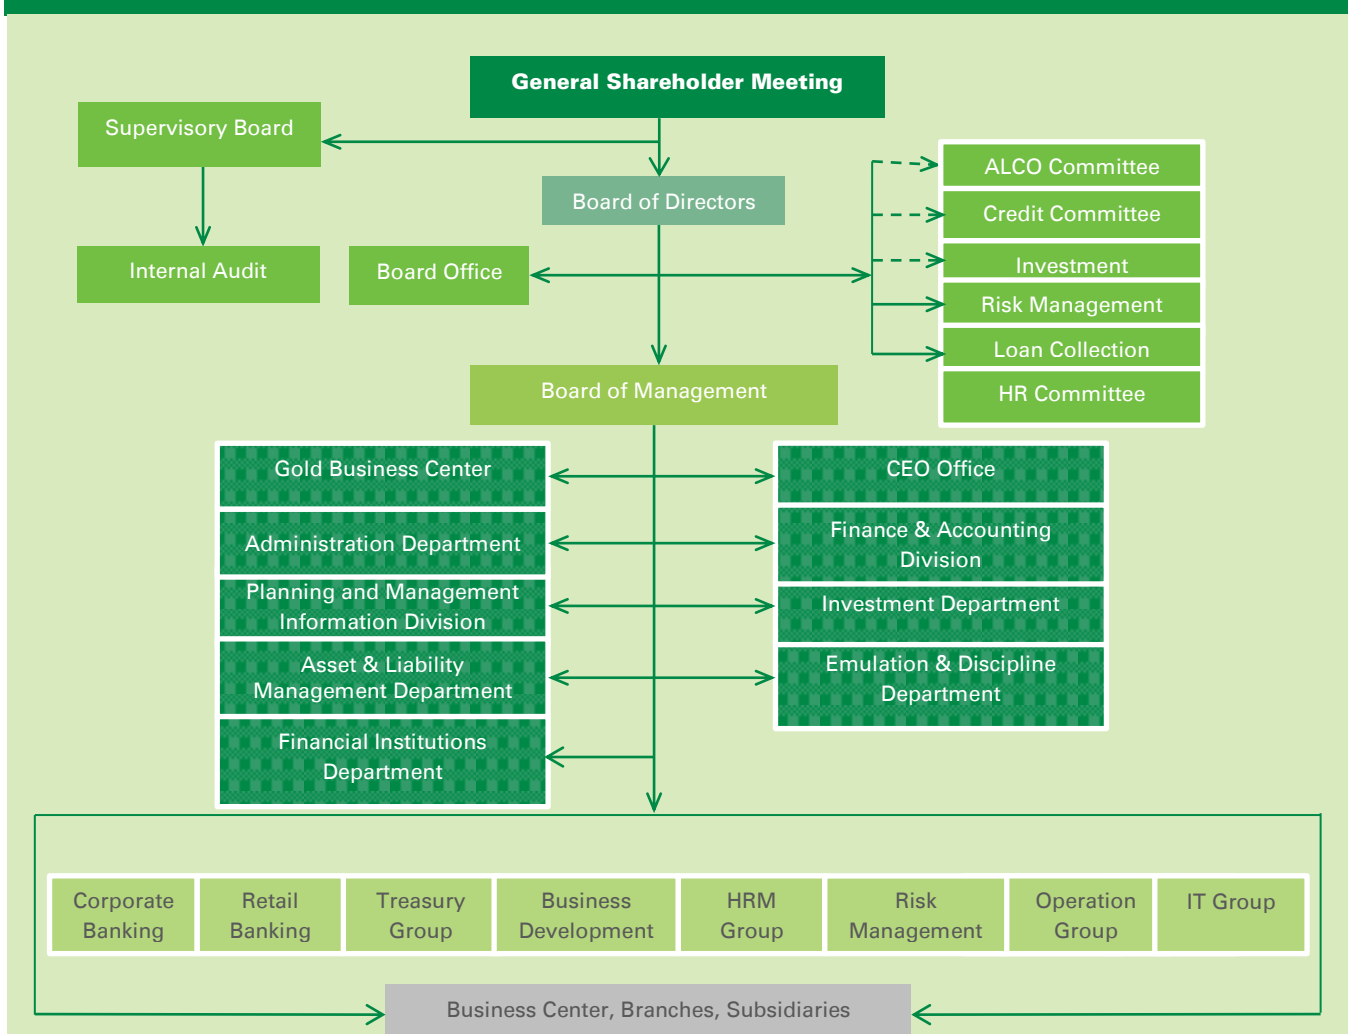 General Shareholder Meeting
Supervisory Board
ALCO Committee
Board of Directors
Credit Committee
Internal Audit
Board Office
Investment
Risk Management
Loan Collection
Board of Management
HR Committee
Gold Business Center
CEO Office
Administration Department
Finance & Accounting
Division
Planning and Management
Information Division
Investment Department
Asset & Liability
Management Department
Emulation & Discipline
Department
Financial Institutions
Department
Corporate
Banking
Retail
Banking
Treasury
Group
Business
Development
HRM
Group
Risk
Management
Operation
Group
IT Group
Business Center, Branches, Subsidiaries